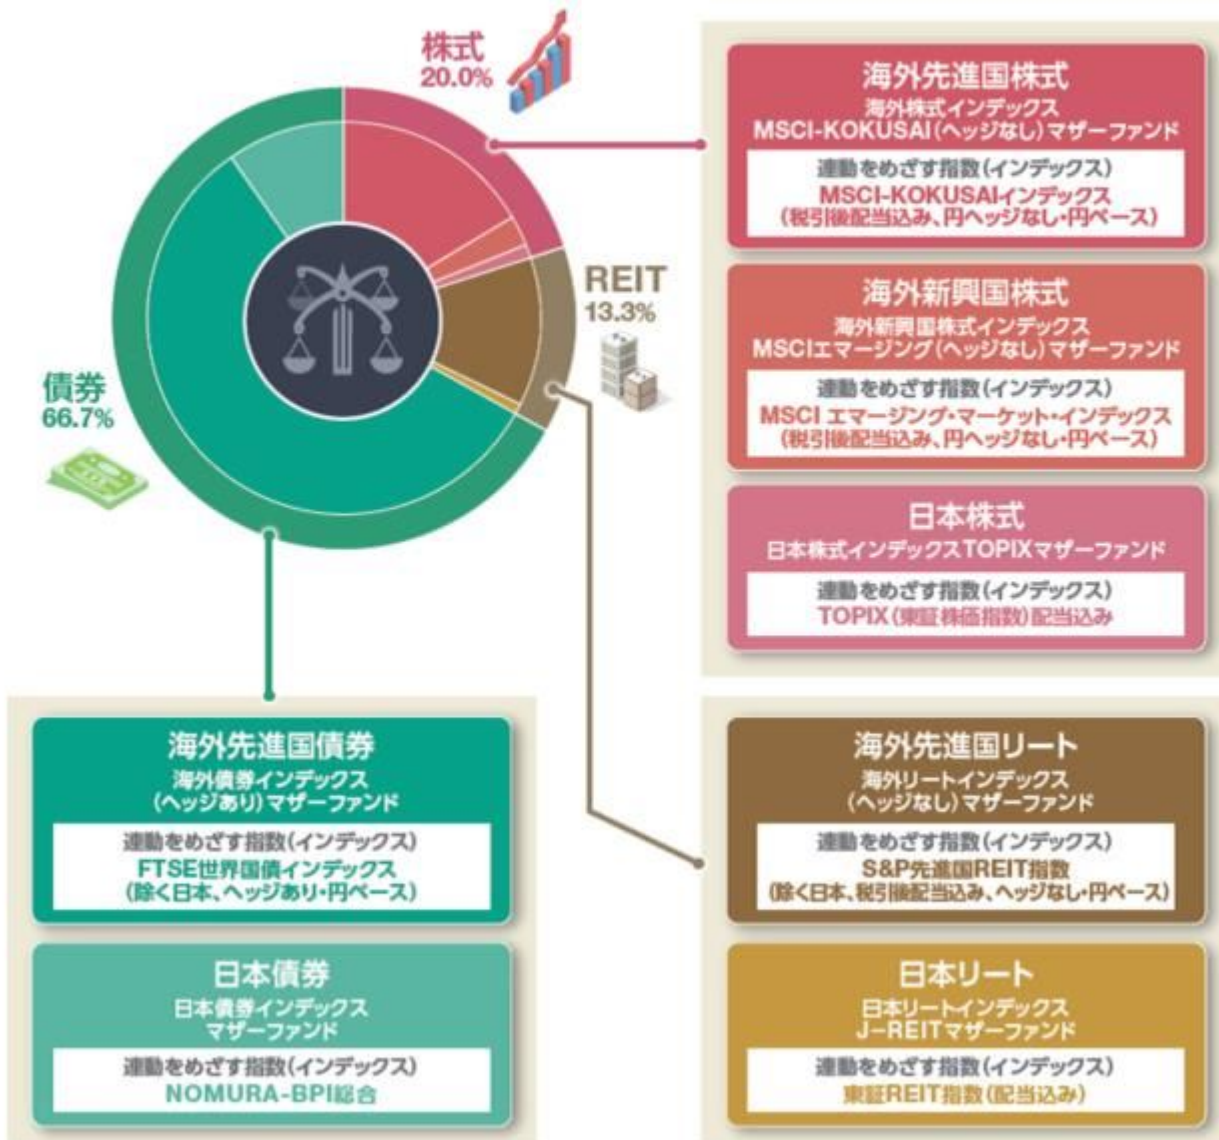 株式
20.0%
REIT
13.3%
債券
66.7%
海外先進国株式
海外株式インデックス
MSCI-KOKUSAI(ヘッジなし)マザーファンド
連動をめざす指数(インデックス)
MSCI-KOKUSAIインデックス
(税引後配当込み、円ヘッジなし・円ベース)
海外新興国株式
海外新興国株式インデックス
MSCIエマージング(ヘッジなし)マザーファンド
連動をめざす指数(インデックス)
MSCI エマージング・マーケット・インデックス
(税引後配当込み、円ヘッジなし・円ベース)
日本株式
日本株式インデックスTOPIXマザーファンド
連動をめざす指数(インデックス)
TOPIX(東証株価指数)配当込み
海外先進国債券
海外債券インデックス
(ヘッジあり)マザーファンド
連動をめざす指数(インデックス)
FTSE世界国債インデックス
(除く日本、ヘッジあり・円ベース)
日本債券
日本債券インデックス
マザーファンド
連動をめざす指数(インデックス)
NOMURA-BPI総合
海外先進国リート
海外リートインデックス
(ヘッジなし)マザーファンド
連動をめざす指数(インデックス)
S&P先進国REIT指数
(除く日本、税引後配当込み、ヘッジなし・円ベース)
日本リート
日本リートインデックス
J-REITマザーファンド
連動をめざす指数(インデックス)
東証REIT指数(配当込み)